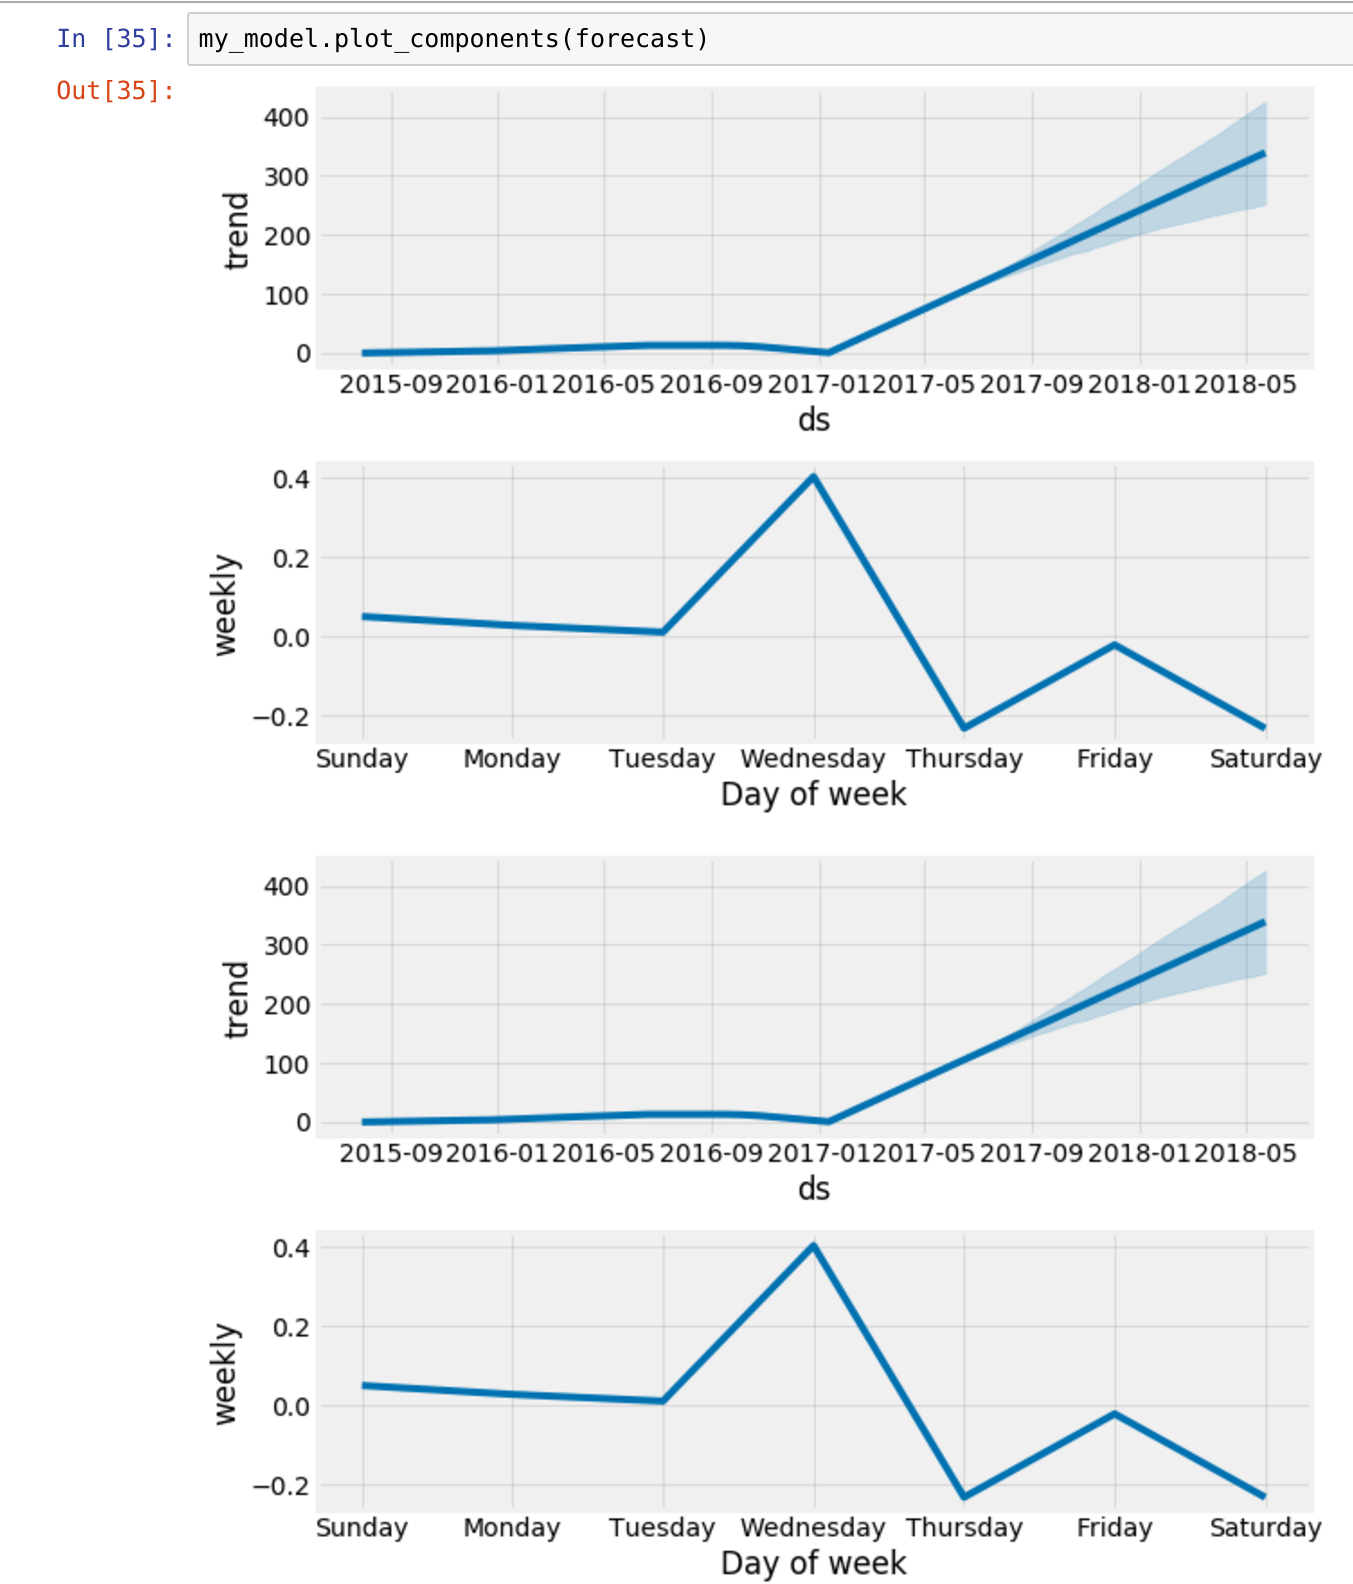 In [35]: my_model.plot_components(forecast)
Out[35]:
400
300
200
100
0
trend
2015-09 2016-01 2016-05 2016-09 2017-01 2017-05 2017-09 2018-01 2018-05
ds
0.4
0.2
0.0
−0.2
weekly
Sunday Monday Tuesday Wednesday Thursday Friday Saturday
Day of week
400
300
200
100
0
trend
2015-09 2016-01 2016-05 2016-09 2017-01 2017-05 2017-09 2018-01 2018-05
ds
0.4
0.2
0.0
−0.2
weekly
Sunday Monday Tuesday Wednesday Thursday Friday Saturday
Day of week